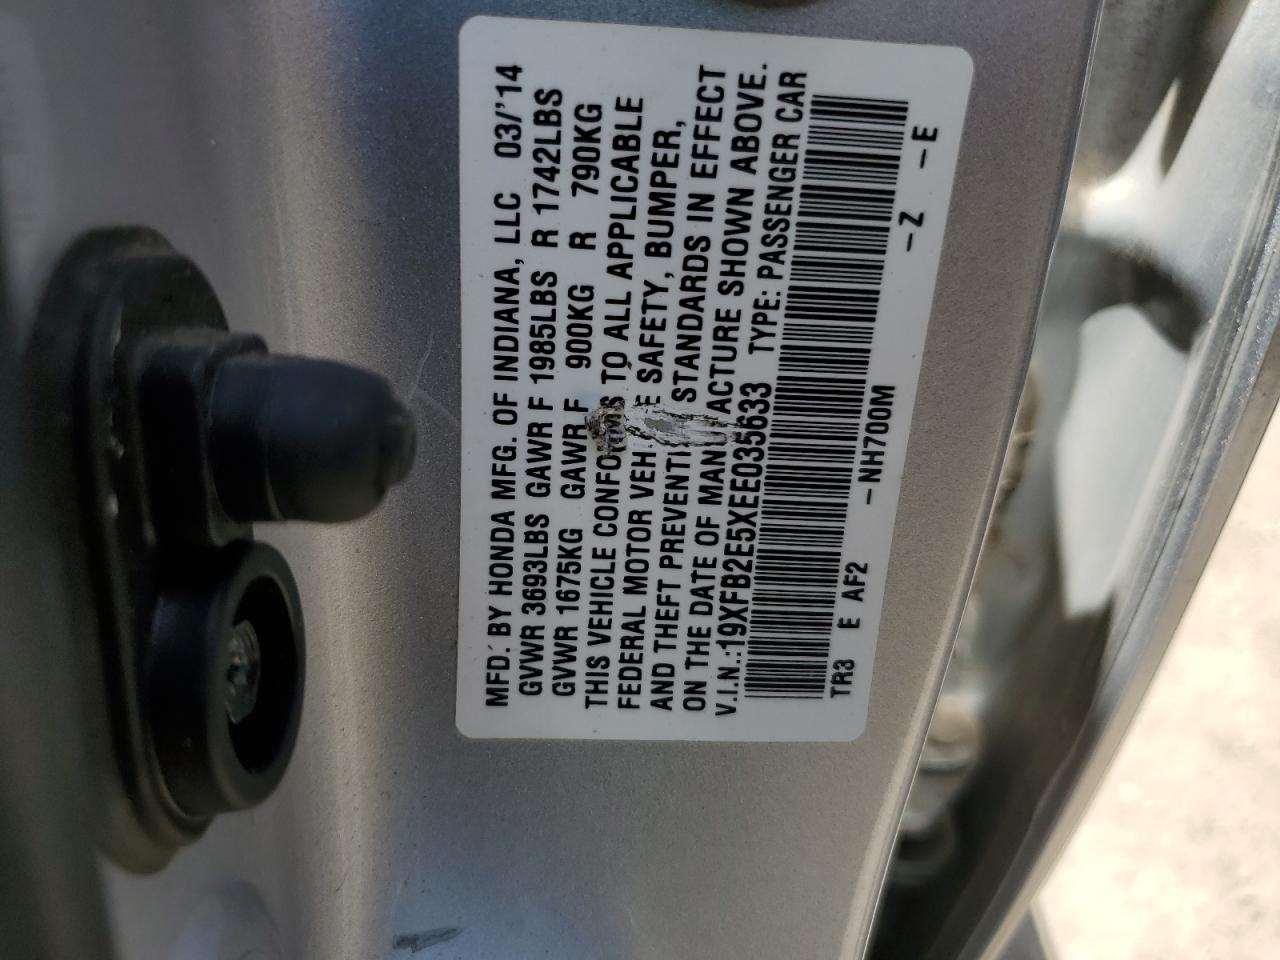 MFD. BY HONDA MFG. OF INDIANA, LLC 03/'14
GVWR 3693LBS GAWR F 1985LBS R 1742LBS
GVWR 1675KG GAWR F 900KG R 790KG
THIS VEHICLE CONFO S TO ALL APPLICABLE
FEDERAL MOTOR VEH E SAFETY, BUMPER,
AND THEFT PREVENTI STANDARDS IN EFFECT
ON THE DATE OF MANU ACTURE SHOWN ABOVE.
V.I.N.:19XFB2E5XEE035633 TYPE: PASSENGER CAR
TR3 E AF2 -NH700M -Z -E